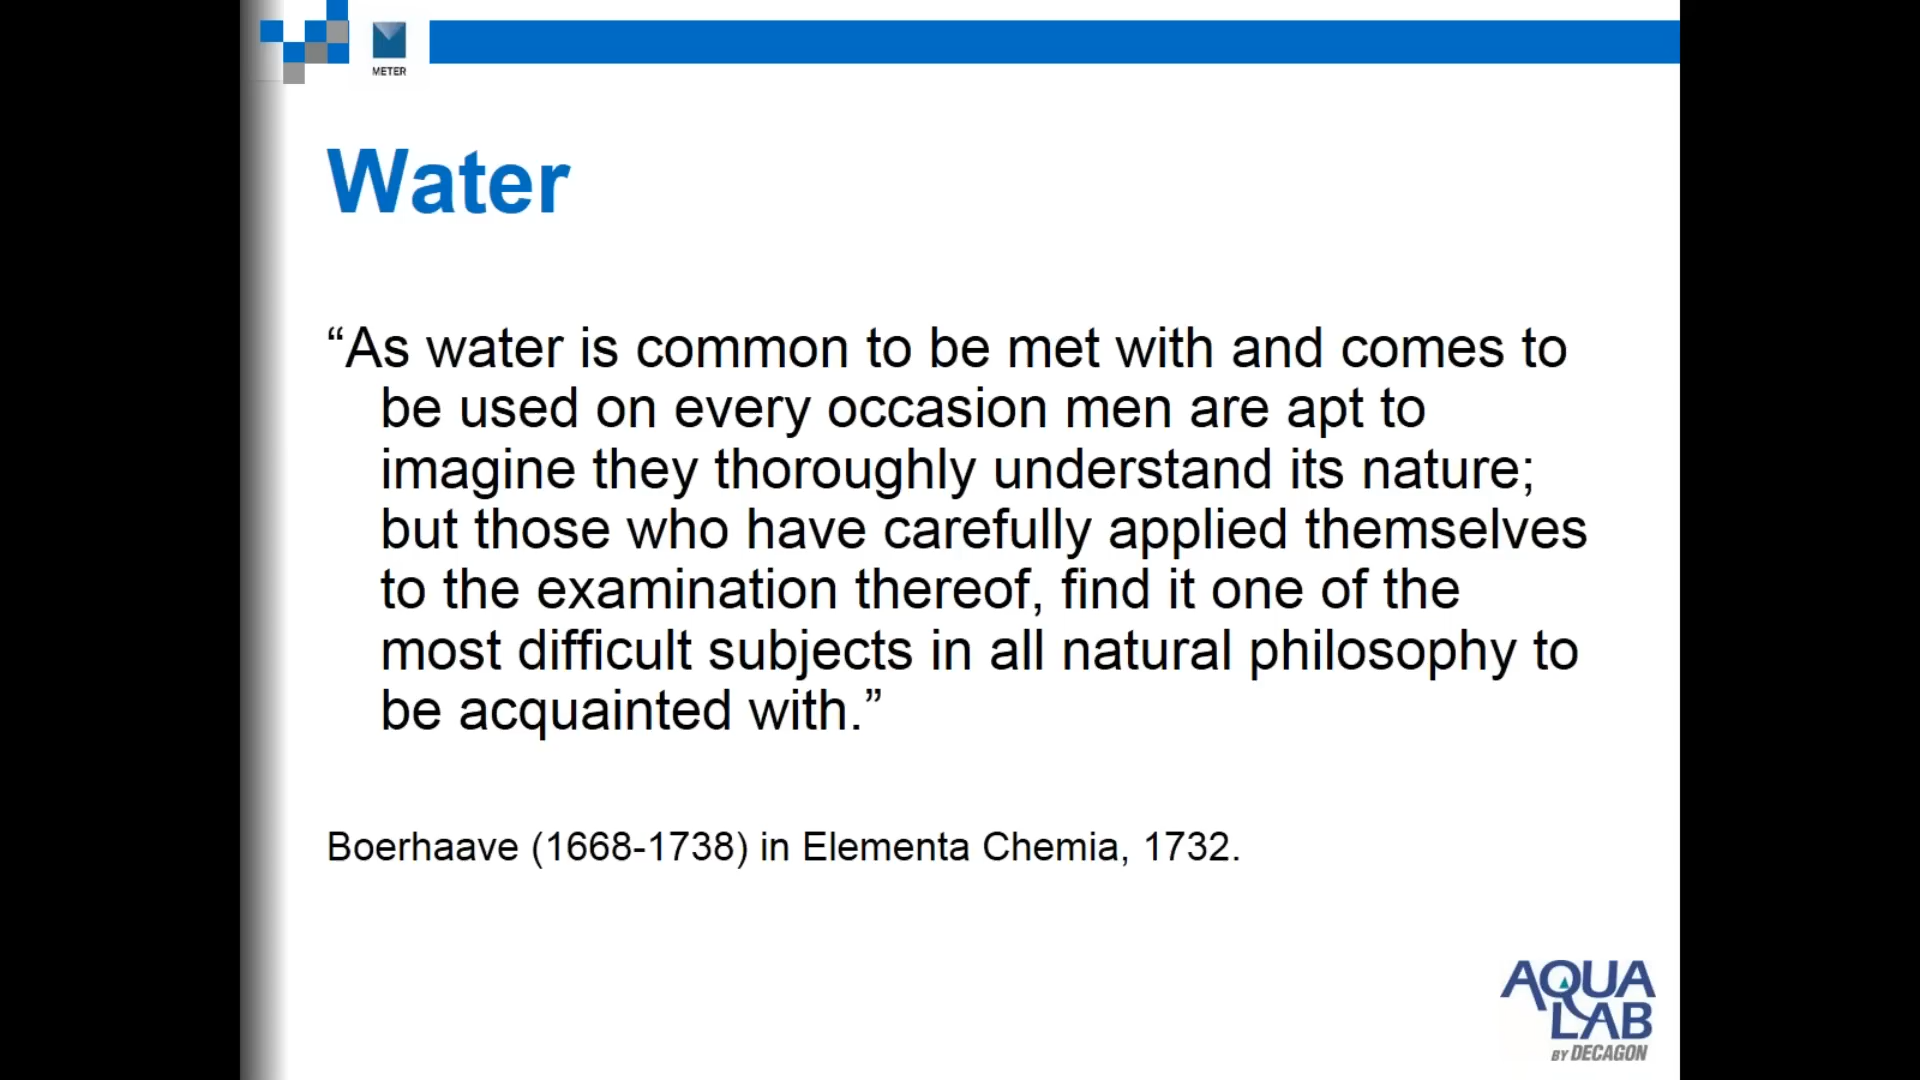 METER
Water
“As water is common to be met with and comes to
be used on every occasion men are apt to
imagine they thoroughly understand its nature;
but those who have carefully applied themselves
to the examination thereof, find it one of the
most difficult subjects in all natural philosophy to
be acquainted with.”
Boerhaave (1668-1738) in Elementa Chemia, 1732.
AQUA
LAB
BY DECAGON